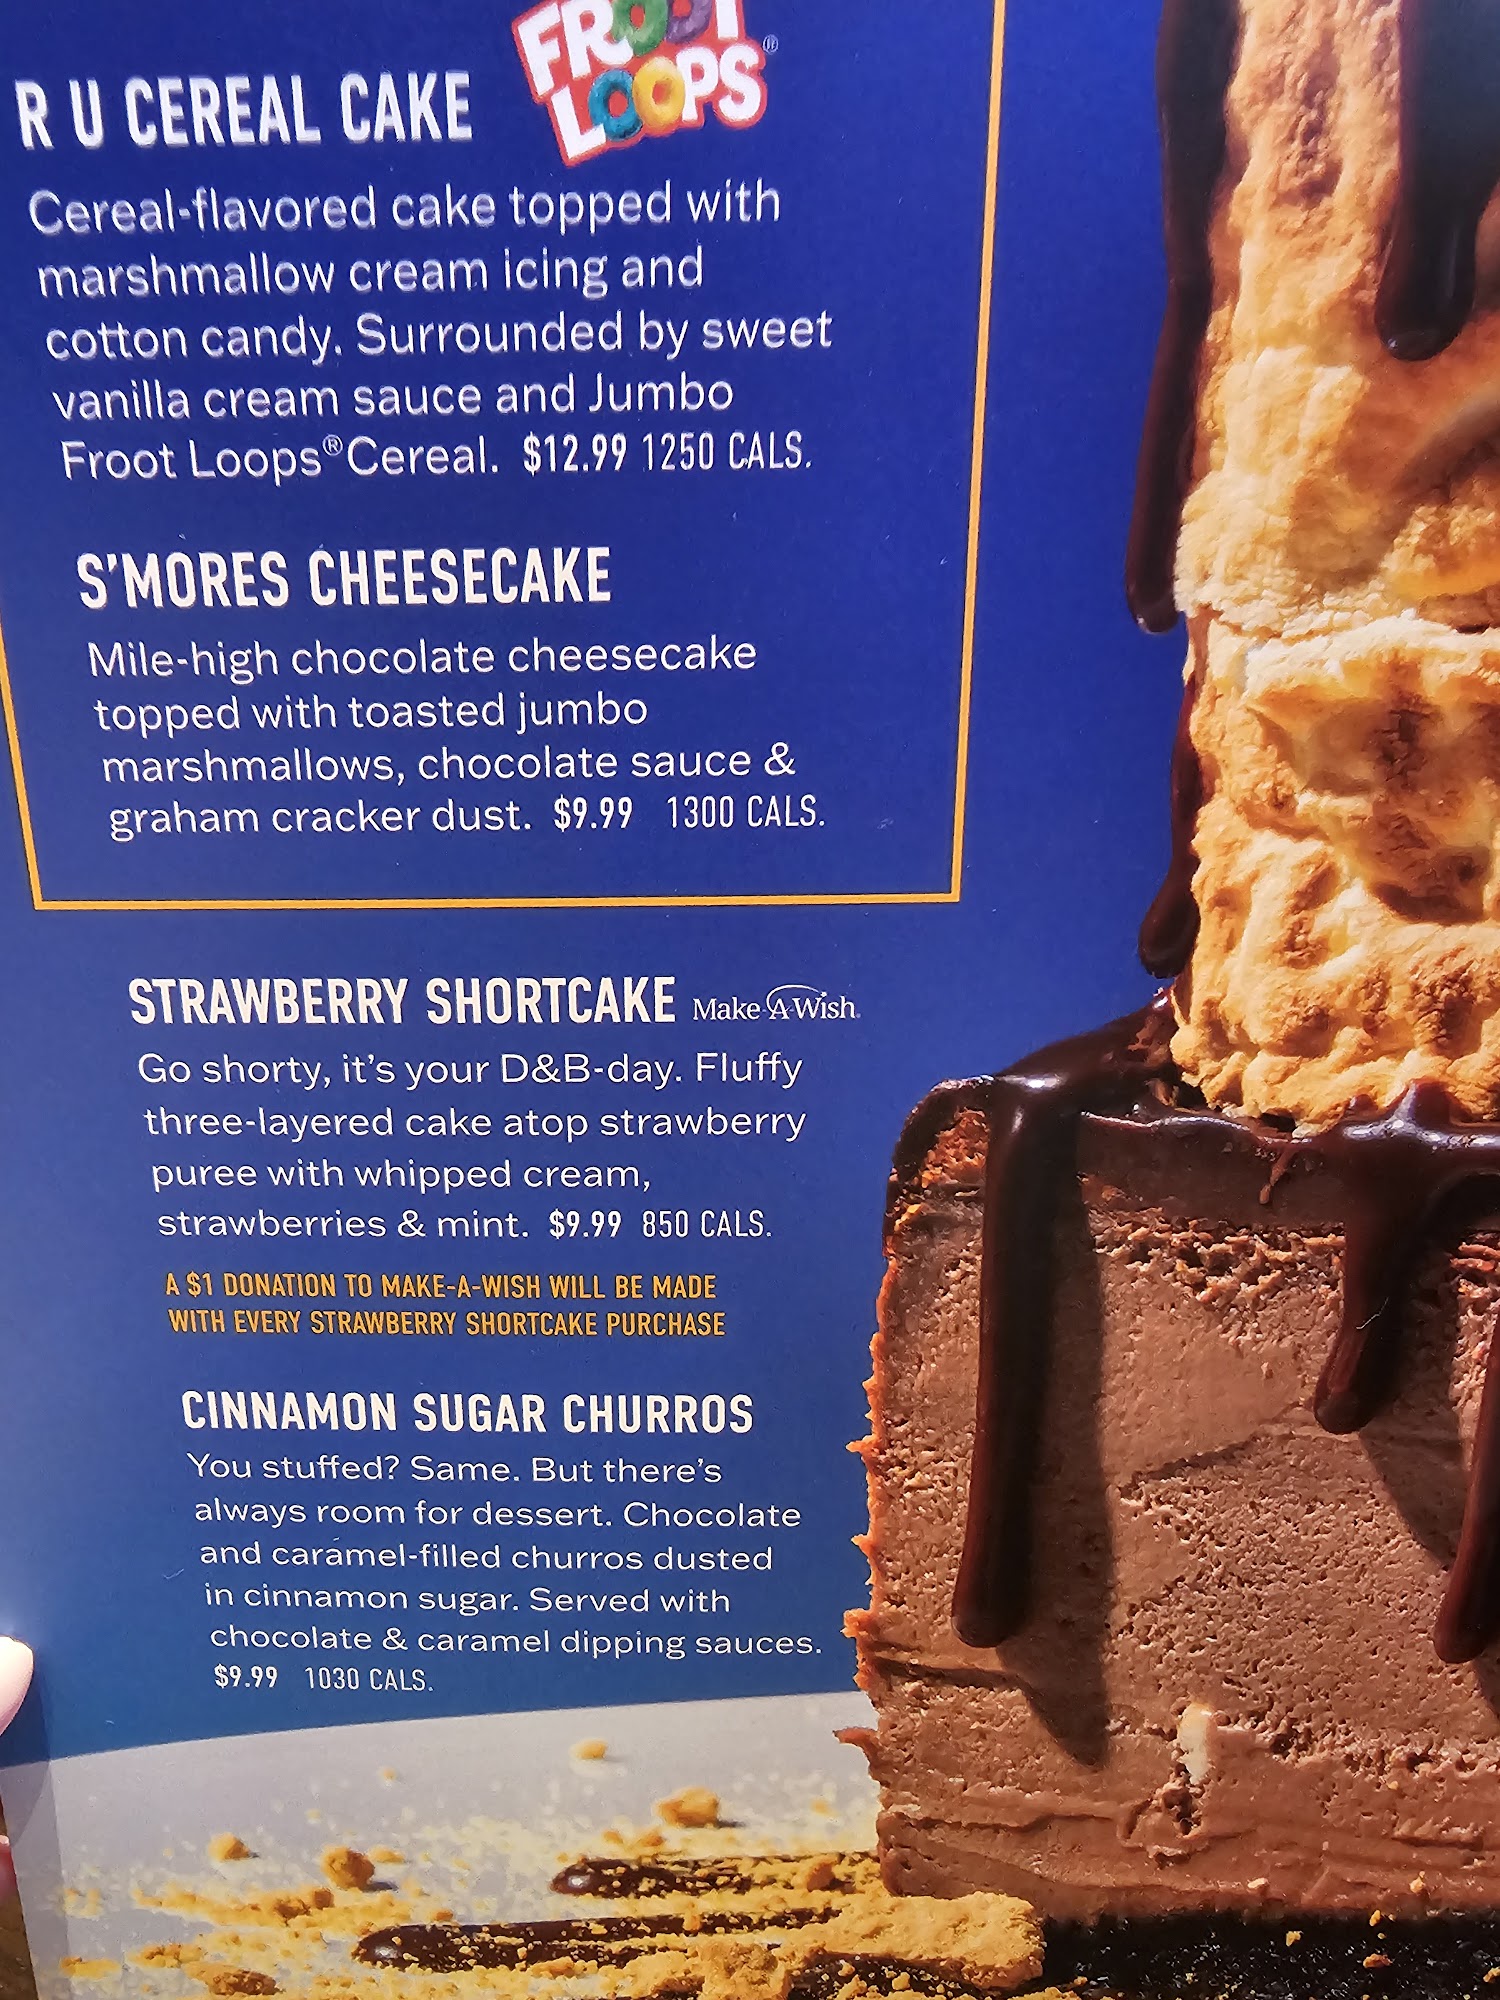 FROOT
LOOPS®
R U CEREAL CAKE
Cereal-flavored cake topped with
marshmallow cream icing and
cotton candy. Surrounded by sweet
vanilla cream sauce and Jumbo
Froot Loops® Cereal. $12.99 1250 CALS.
S'MORES CHEESECAKE
Mile-high chocolate cheesecake
topped with toasted jumbo
marshmallows, chocolate sauce &
graham cracker dust. $9.99 1300 CALS.
STRAWBERRY SHORTCAKE Make-A-Wish.
Go shorty, it's your D&B-day. Fluffy
three-layered cake atop strawberry
puree with whipped cream,
strawberries & mint. $9.99 850 CALS.
A $1 DONATION TO MAKE-A-WISH WILL BE MADE
WITH EVERY STRAWBERRY SHORTCAKE PURCHASE
CINNAMON SUGAR CHURROS
You stuffed? Same. But there's
always room for dessert. Chocolate
and caramel-filled churros dusted
in cinnamon sugar. Served with
chocolate & caramel dipping sauces.
$9.99 1030 CALS.